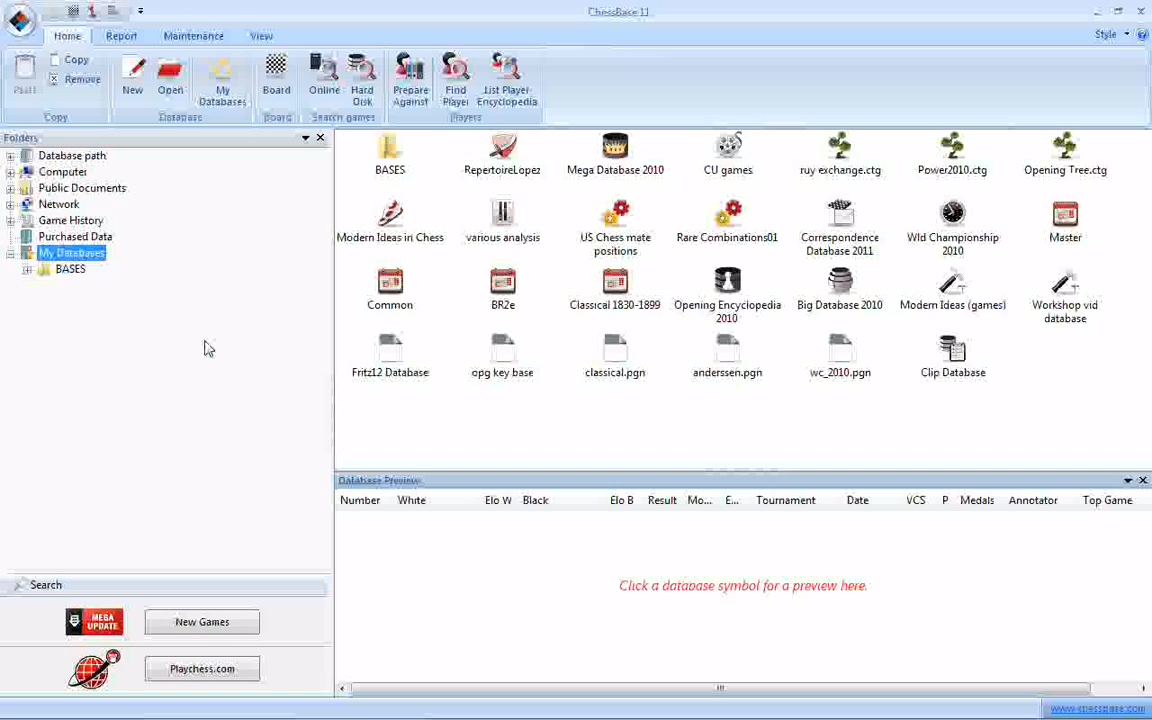 ChessBase 11
Home Report Maintenance View Style
Copy
Remove
New Open My Databases Board Online Hard Disk Prepare Against Find Player List Player Encyclopedia
Copy Database Board Search games Players
Folders
Database path
Computer
Public Documents
Network
Game History
Purchased Data
My Databases
BASES
BASES RepertoireLopez Mega Database 2010 CU games ruy exchange.ctg Power2010.ctg Opening Tree.ctg
Modern Ideas in Chess various analysis US Chess mate positions Rare Combinations01 Correspondence Database 2011 Wld Championship 2010 Master
Common BR2e Classical 1830-1899 Opening Encyclopedia 2010 Big Database 2010 Modern Ideas (games) Workshop vid database
Fritz12 Database opg key base classical.pgn anderssen.pgn wc_2010.pgn Clip Database
Database Preview
Number White Elo W Black Elo B Result Mo... E... Tournament Date VCS P Medals Annotator Top Game
Click a database symbol for a preview here.
Search
MEGA UPDATE New Games
Playchess.com
www.chessbase.com